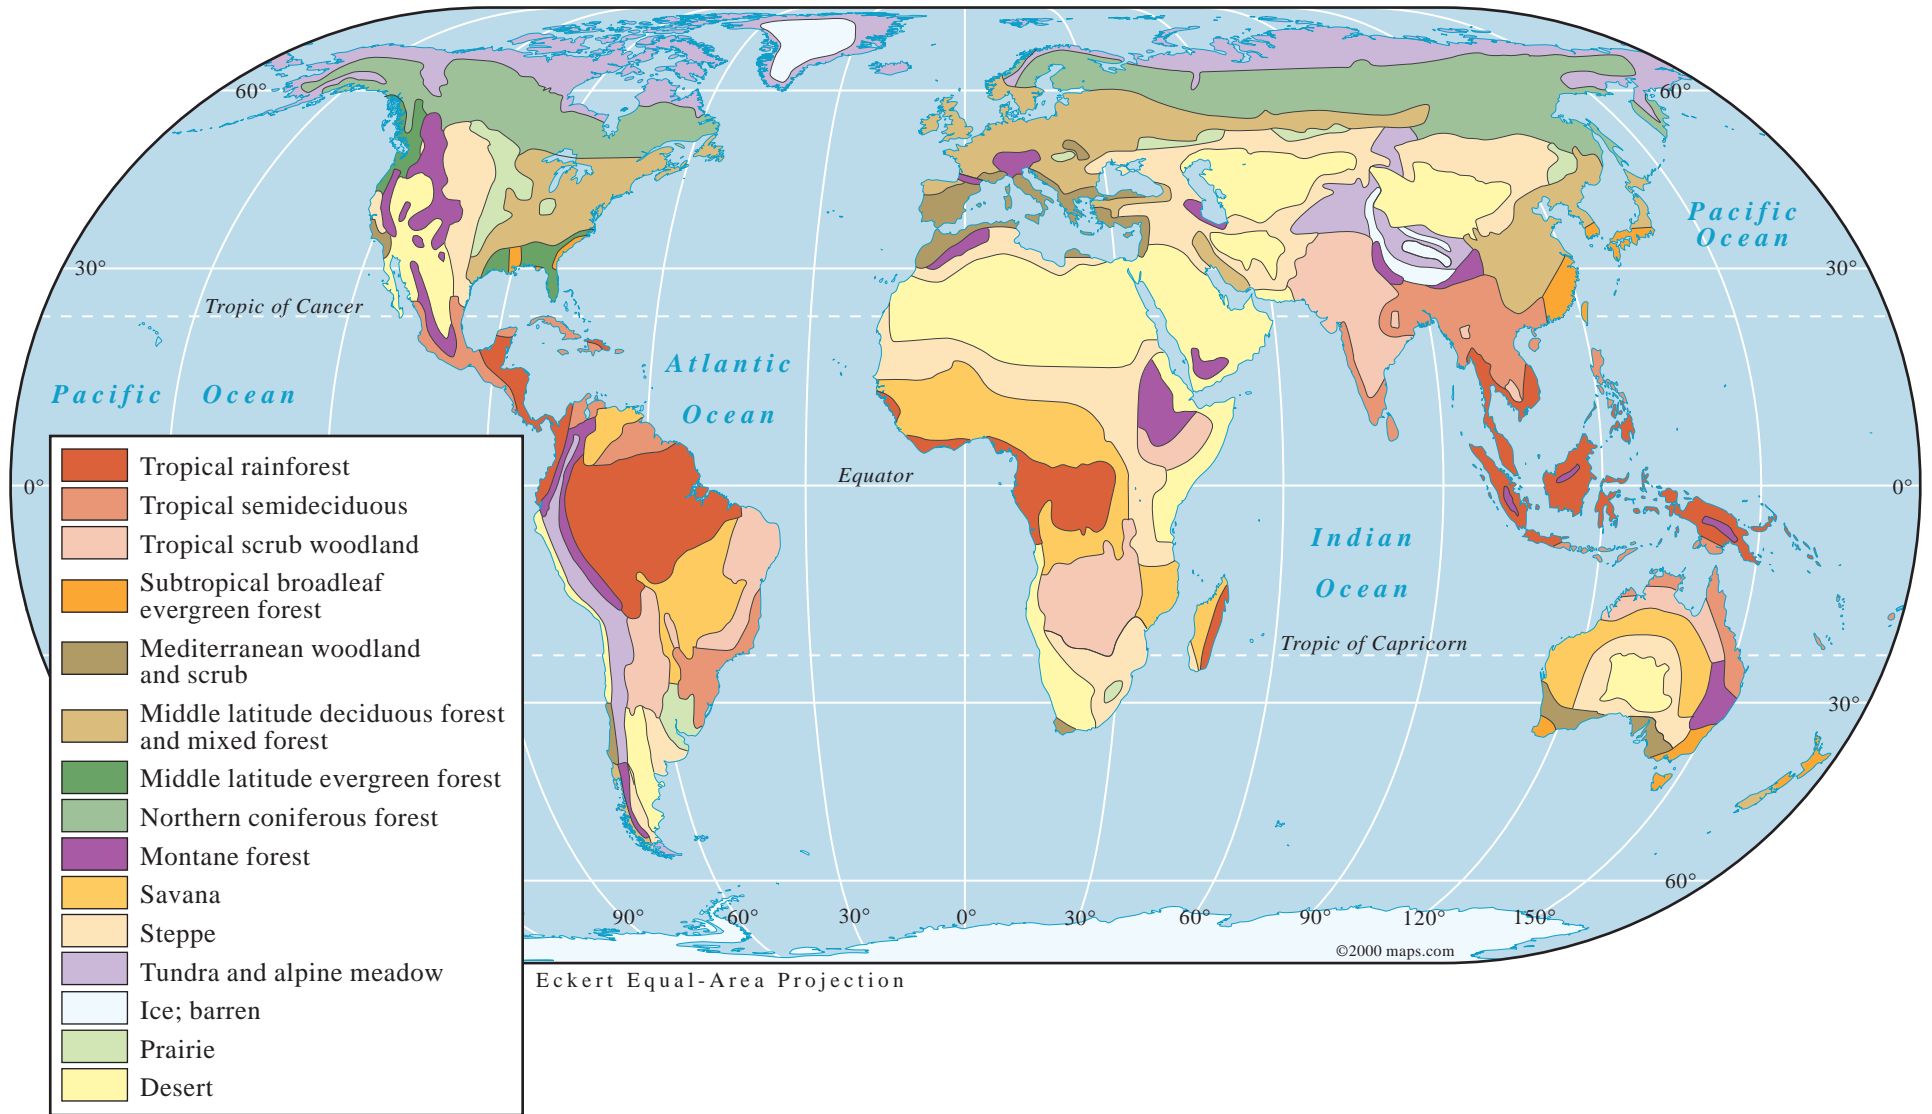 60°
60°
Pacific
Ocean
30°
30°
Tropic of Cancer
Atlantic
Ocean
Pacific Ocean
Equator
0°
0°
Indian
Ocean
Tropic of Capricorn
30°
60°
90°
60°
30°
0°
30°
60°
90°
120°
150°
©2000 maps.com
Eckert Equal-Area Projection
Tropical rainforest
Tropical semideciduous
Tropical scrub woodland
Subtropical broadleaf
evergreen forest
Mediterranean woodland
and scrub
Middle latitude deciduous forest
and mixed forest
Middle latitude evergreen forest
Northern coniferous forest
Montane forest
Savana
Steppe
Tundra and alpine meadow
Ice; barren
Prairie
Desert